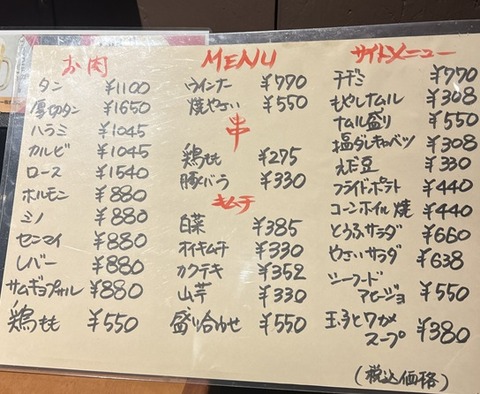 MENU
お肉
タン ¥1100
厚切タン ¥1650
ハラミ ¥1045
カルビ ¥1045
ロース ¥1540
ホルモン ¥880
ミノ ¥880
センマイ ¥880
レバー ¥880
サムギョプサル ¥880
鶏もも ¥550
ウインナー ¥770
焼やさい ¥550
串
鶏もも ¥275
豚バラ ¥330
キムチ
白菜 ¥385
オイキムチ ¥330
カクテキ ¥352
山芋 ¥330
盛り合わせ ¥550
サイドメニュー
チヂミ ¥770
もやしナムル ¥308
ナムル盛り ¥550
塩ダレキャベツ ¥308
えだ豆 ¥330
フライドポテト ¥440
コーンホイル焼 ¥440
とうふサラダ ¥660
やさいサラダ ¥638
シーフード
アヒージョ ¥550
玉子とワカメ
スープ ¥380
(税込価格)